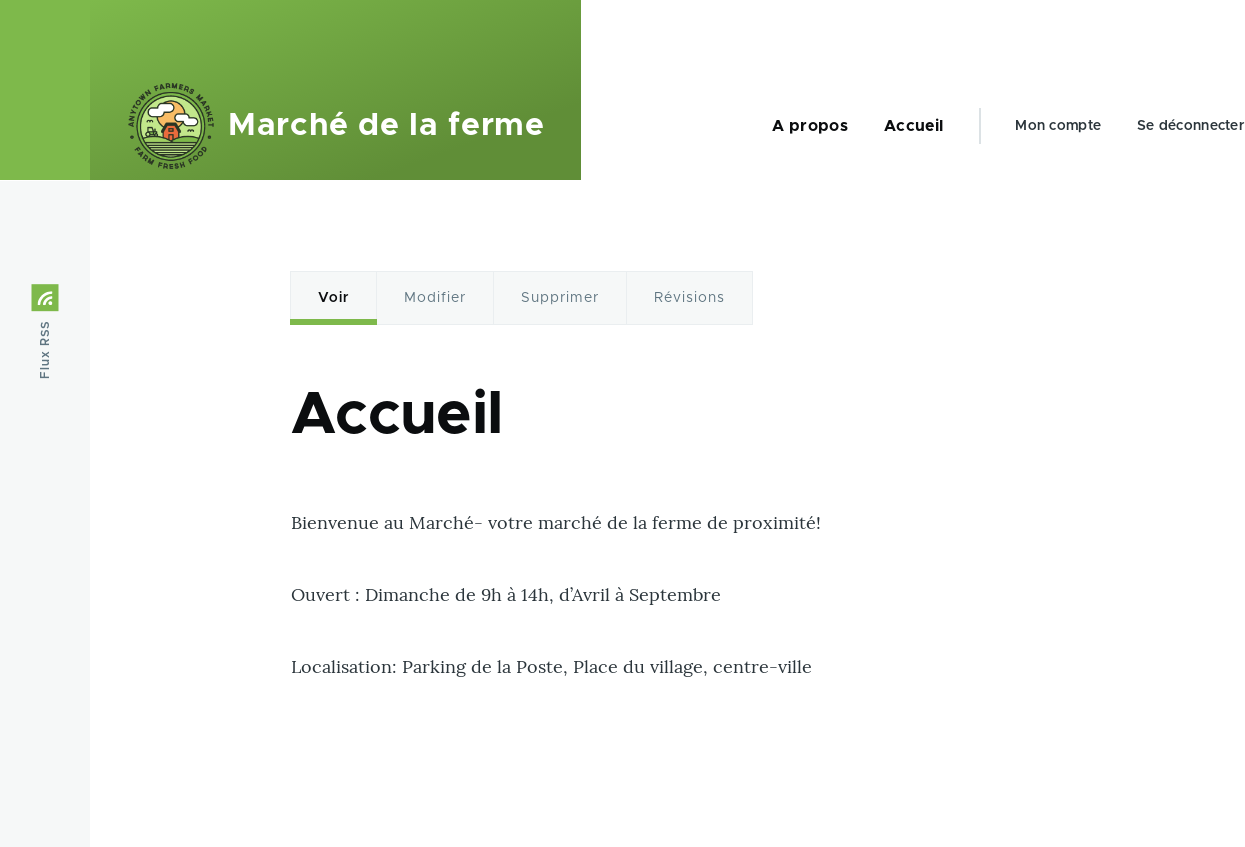 ANYTOWN FARMERS MARKET
FARM FRESH FOOD
Marché de la ferme
A propos Accueil Mon compte Se déconnecter
Flux RSS
Voir Modifier Supprimer Révisions
Accueil
Bienvenue au Marché- votre marché de la ferme de proximité!
Ouvert : Dimanche de 9h à 14h, d’Avril à Septembre
Localisation: Parking de la Poste, Place du village, centre-ville